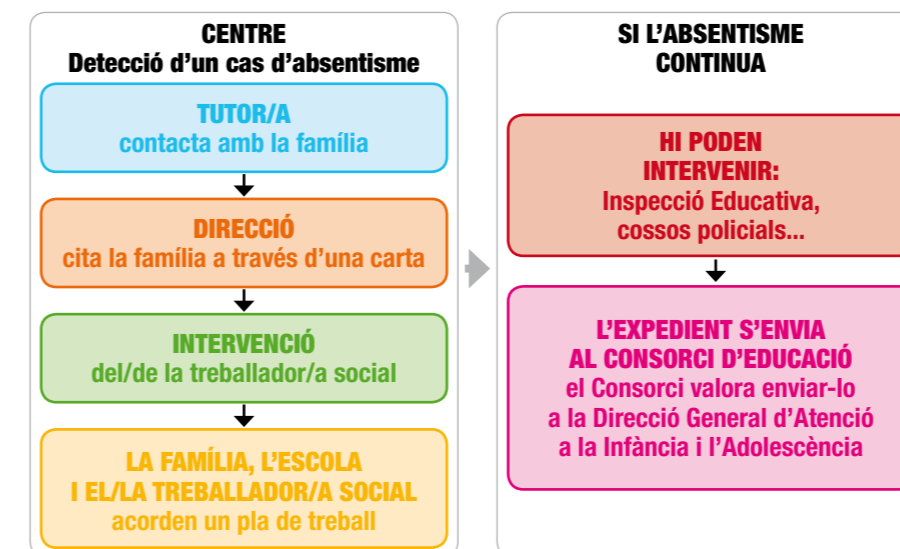 CENTRE
Detecció d’un cas d’absentisme
TUTOR/A
contacta amb la família
DIRECCIÓ
cita la família a través d’una carta
INTERVENCIÓ
del/de la treballador/a social
LA FAMÍLIA, L’ESCOLA
I EL/LA TREBALLADOR/A SOCIAL
acorden un pla de treball
SI L’ABSENTISME
CONTINUA
HI PODEN
INTERVENIR:
Inspecció Educativa,
cossos policials...
L’EXPEDIENT S’ENVIA
AL CONSORCI D’EDUCACIÓ
el Consorci valora enviar-lo
a la Direcció General d’Atenció
a la Infància i l’Adolescència